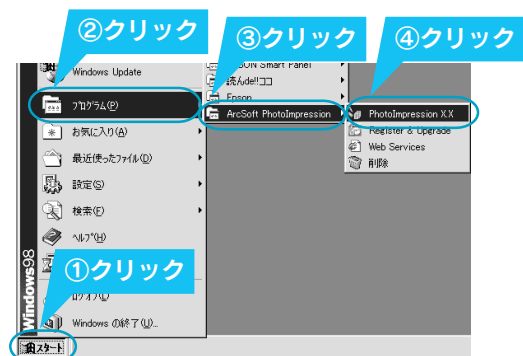 ②クリック
③クリック
④クリック
Windows Update
EPSON Smart Panel
読んde!!ココ
Epson
プログラム(P)
ArcSoft PhotoImpression
PhotoImpression X.X
Register & Upgrade
Web Services
削除
お気に入り(A)
最近使ったファイル(D)
設定(S)
検索(F)
ヘルプ(H)
①クリック
ログオフ(L)
Windows の終了(U)...
Windows98
スタート